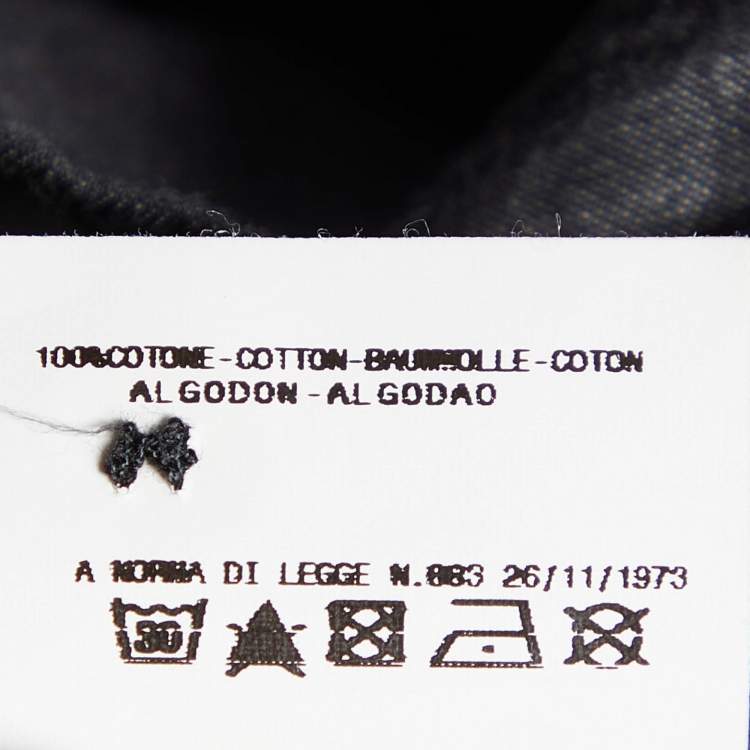 100%COTONE-COTTON-BAUMWOLLE-COTON
ALGODON-ALGODAO
A NORMA DI LEGGE N.883 26/11/1973
30